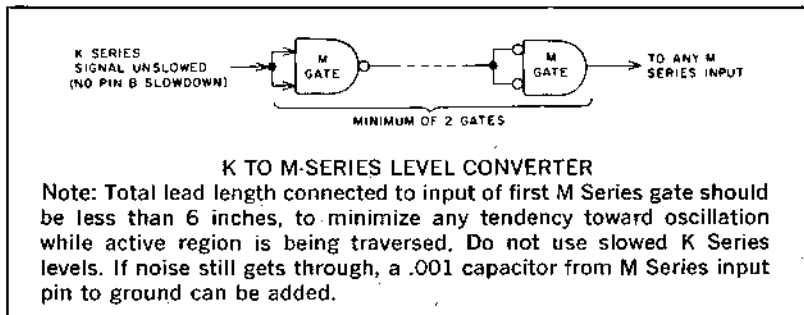 K SERIES
SIGNAL UNSLOWED
(NO PIN B SLOWDOWN)
M
GATE
M
GATE
TO ANY M
SERIES INPUT
MINIMUM OF 2 GATES
K TO M-SERIES LEVEL CONVERTER
Note: Total lead length connected to input of first M Series gate should
be less than 6 inches, to minimize any tendency toward oscillation
while active region is being traversed. Do not use slowed K Series
levels. If noise still gets through, a .001 capacitor from M Series input
pin to ground can be added.